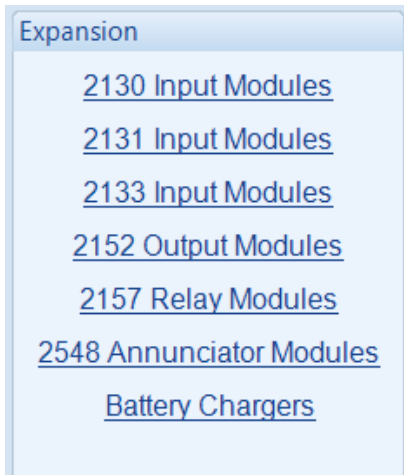 Expansion
2130 Input Modules
2131 Input Modules
2133 Input Modules
2152 Output Modules
2157 Relay Modules
2548 Annunciator Modules
Battery Chargers